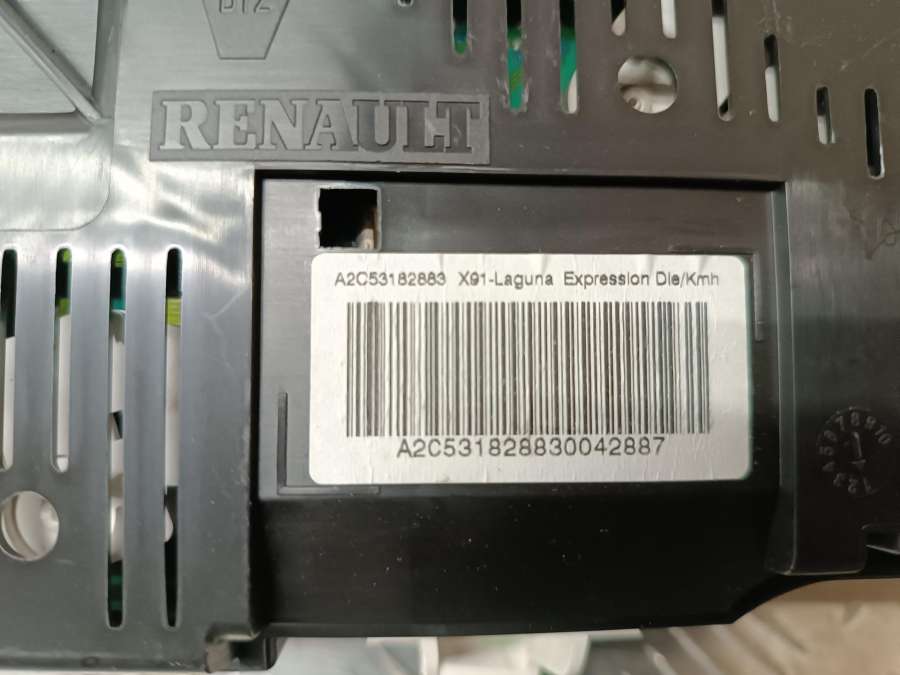 RENAULT
A2C53182883 X91-Laguna Expression Die/Kmh
A2C531828830042887